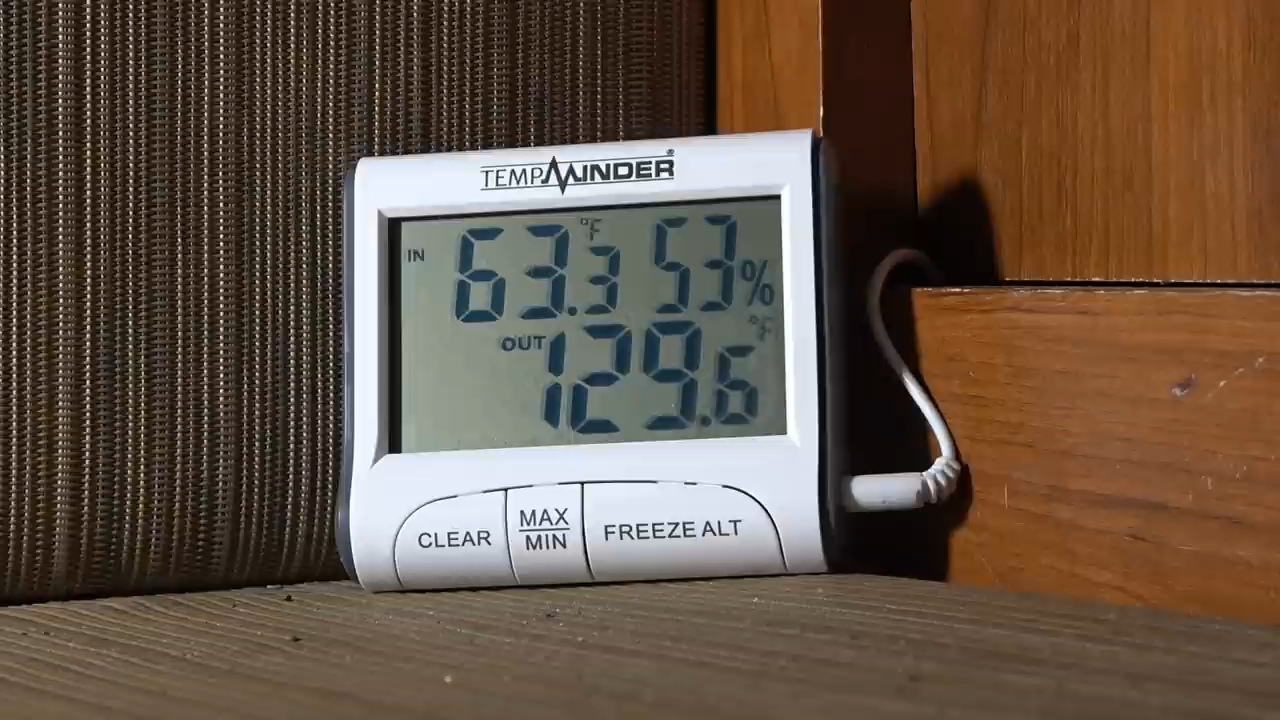 TEMPMINDER®
IN 63.3 °F 53 %
OUT 129.6 °F
CLEAR
MAX
MIN
FREEZE ALT